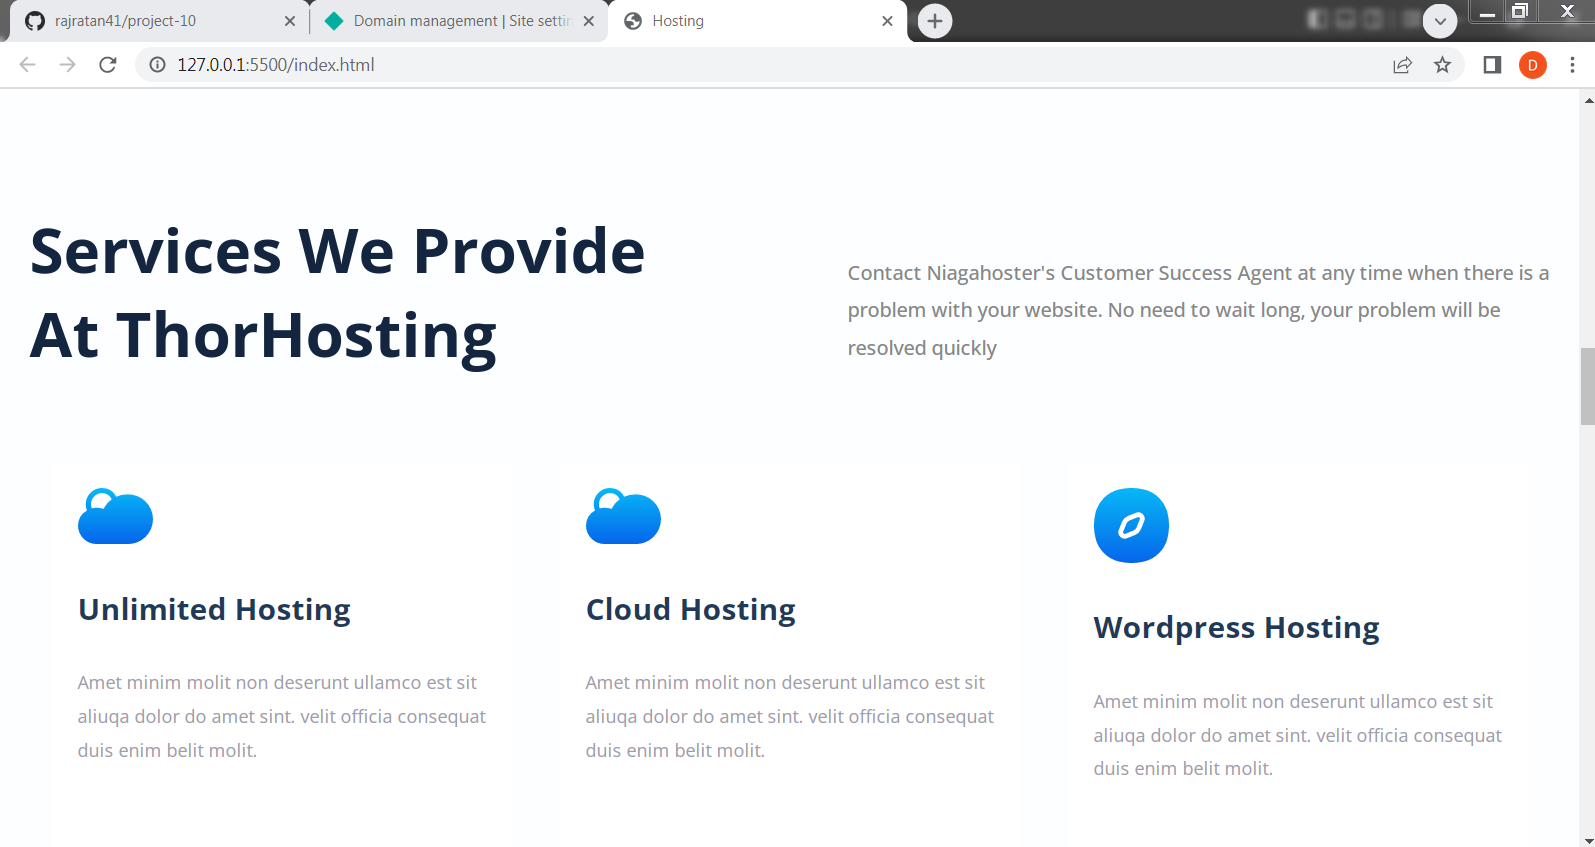 rajratan41/project-10
Domain management | Site settin
Hosting
127.0.0.1:5500/index.html
D
Services We Provide
At ThorHosting
Contact Niagahoster's Customer Success Agent at any time when there is a
problem with your website. No need to wait long, your problem will be
resolved quickly
Unlimited Hosting
Amet minim molit non deserunt ullamco est sit
aliuqa dolor do amet sint. velit officia consequat
duis enim belit molit.
Cloud Hosting
Amet minim molit non deserunt ullamco est sit
aliuqa dolor do amet sint. velit officia consequat
duis enim belit molit.
Wordpress Hosting
Amet minim molit non deserunt ullamco est sit
aliuqa dolor do amet sint. velit officia consequat
duis enim belit molit.